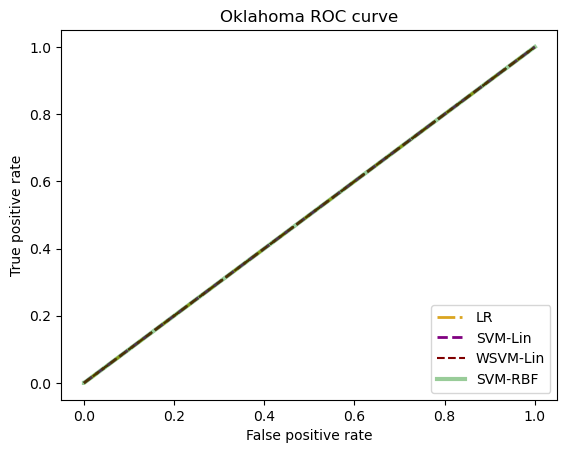 Oklahoma ROC curve
True positive rate
1.0
0.8
0.6
0.4
0.2
0.0
LR
SVM-Lin
WSVM-Lin
SVM-RBF
0.0 0.2 0.4 0.6 0.8 1.0
False positive rate